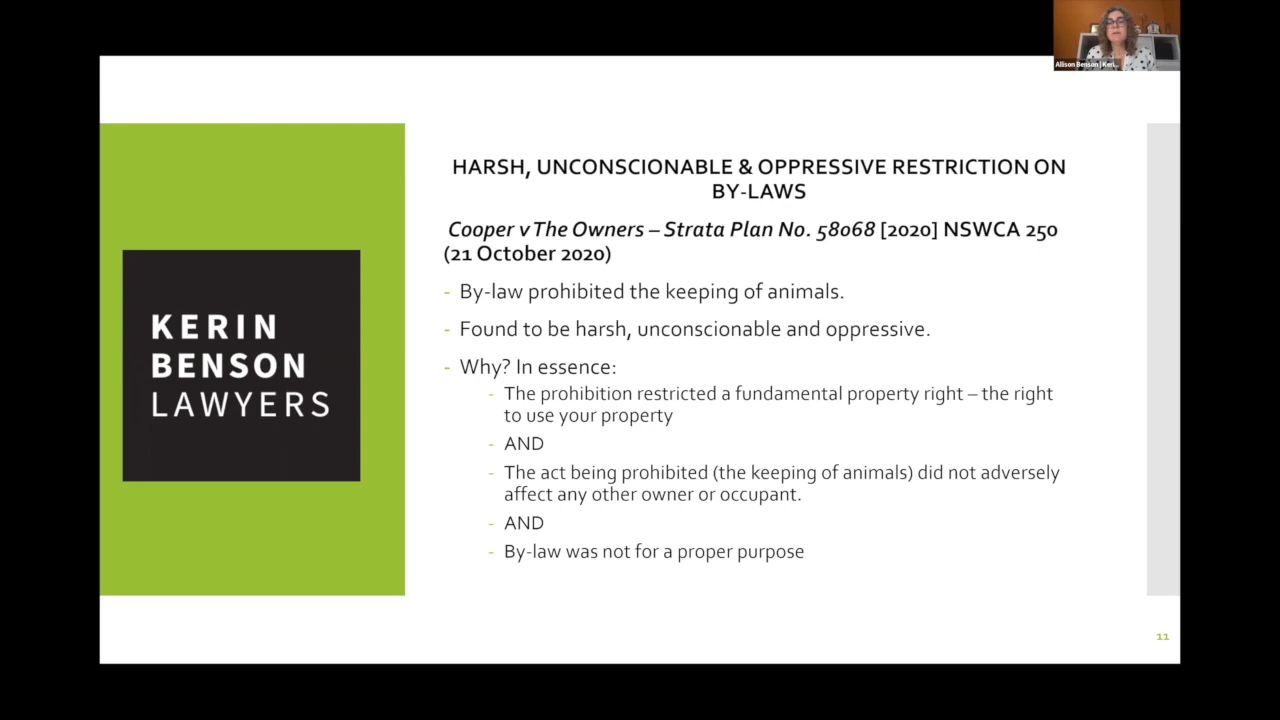 Allison Benson | Keri...
HARSH, UNCONSCIONABLE & OPPRESSIVE RESTRICTION ON
BY-LAWS
Cooper v The Owners – Strata Plan No. 58068 [2020] NSWCA 250
(21 October 2020)
- By-law prohibited the keeping of animals.
- Found to be harsh, unconscionable and oppressive.
- Why? In essence:
- The prohibition restricted a fundamental property right – the right
to use your property
- AND
- The act being prohibited (the keeping of animals) did not adversely
affect any other owner or occupant.
- AND
- By-law was not for a proper purpose
KERIN
BENSON
LAWYERS
11